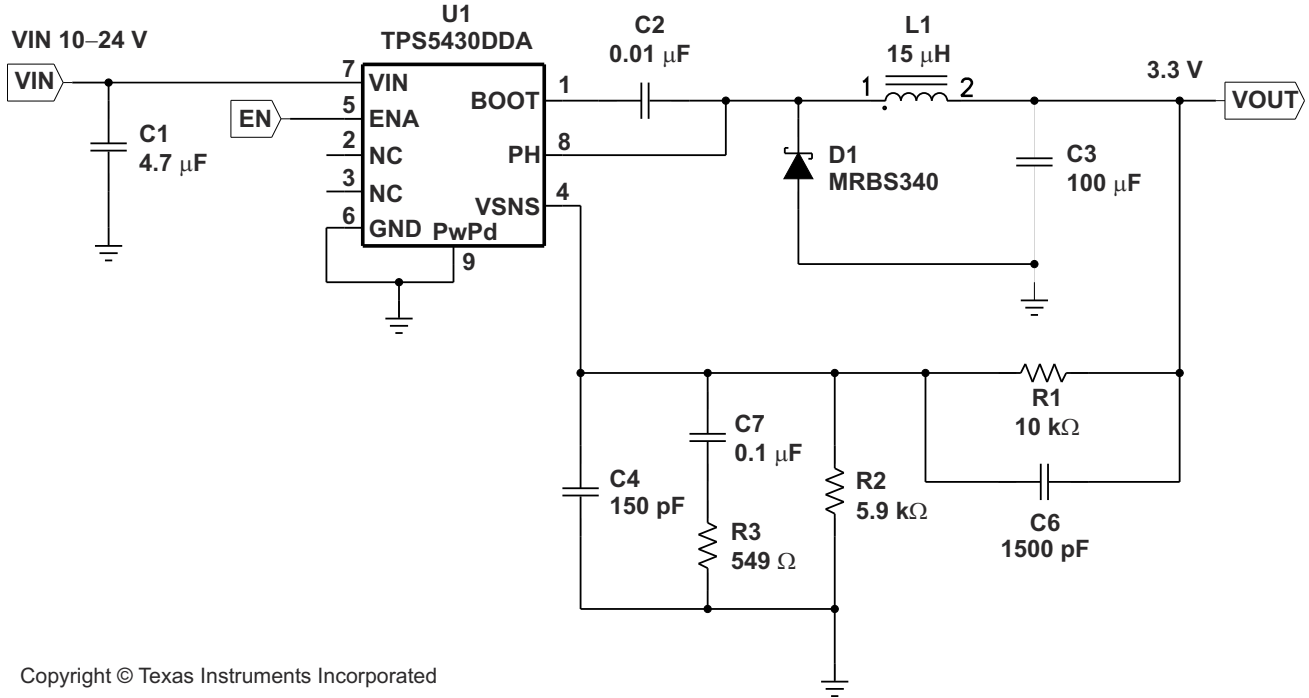 U1
TPS5430DDA
VIN 10–24 V
VIN
C1
4.7 μF
EN
7
5
2
3
6
VIN
ENA
NC
NC
GND
BOOT
PH
VSNS
PwPd
1
8
4
9
C2
0.01 μF
L1
15 μH
1
2
3.3 V
VOUT
D1
MRBS340
C3
100 μF
R1
10 kΩ
C7
0.1 μF
C4
150 pF
R3
549 Ω
R2
5.9 kΩ
C6
1500 pF
Copyright © Texas Instruments Incorporated